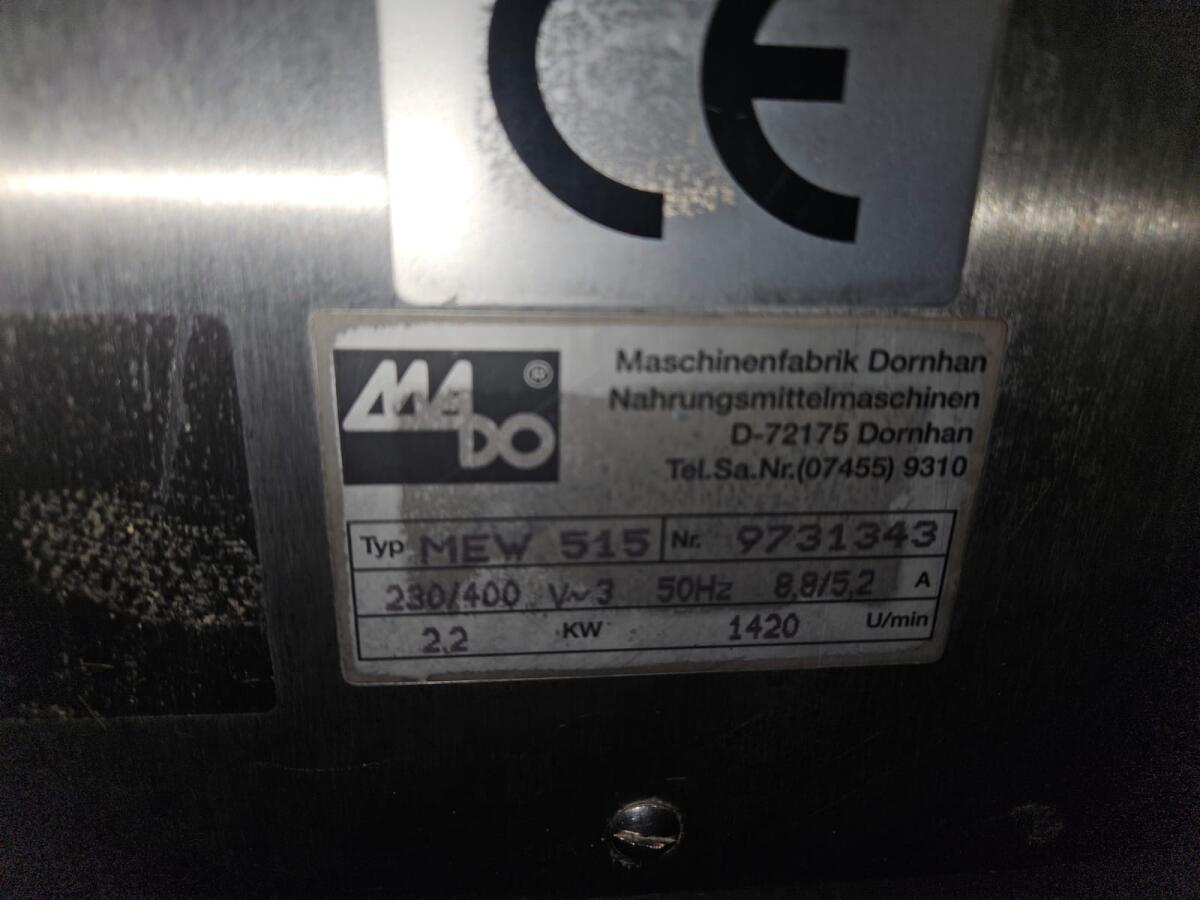 CE
MADO
Maschinenfabrik Dornhan
Nahrungsmittelmaschinen
D-72175 Dornhan
Tel.Sa.Nr.(07455) 9310
Typ MEW 515 Nr. 9731343
230/400 V~3 50Hz 8,8/5,2 A
2,2 KW 1420 U/min